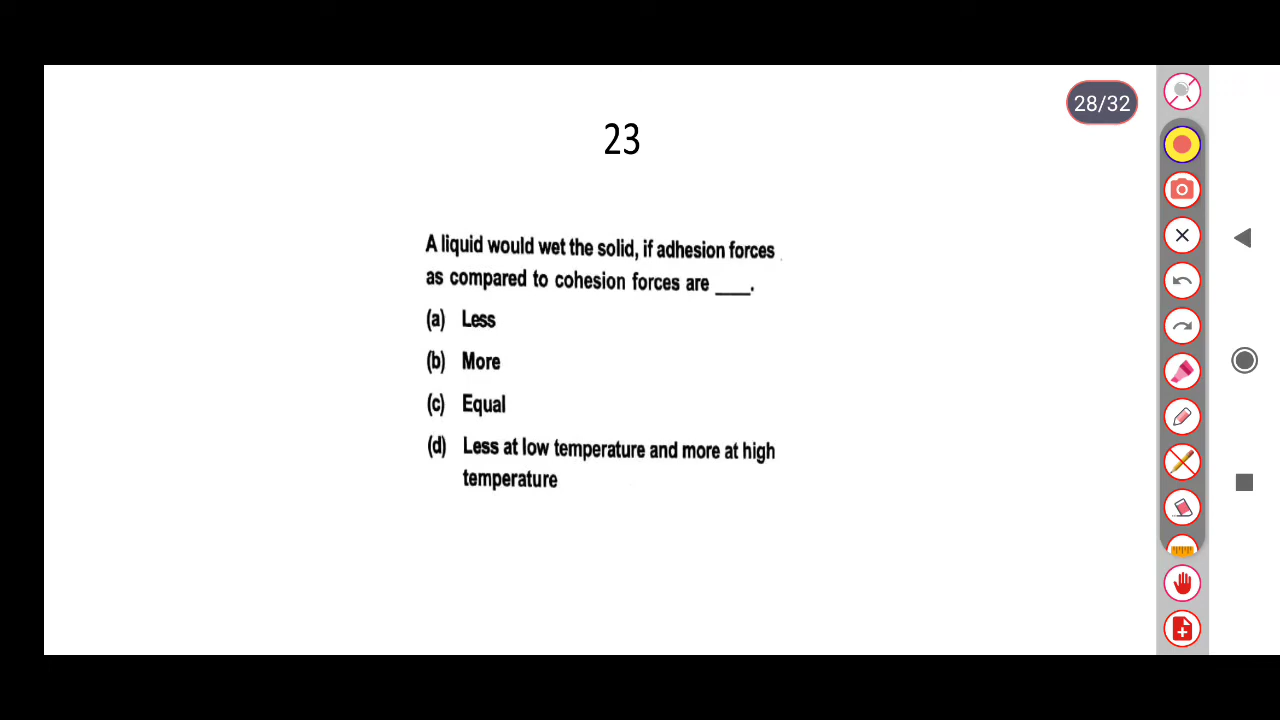 28/32
23
A liquid would wet the solid, if adhesion forces
as compared to cohesion forces are ____.
(a) Less
(b) More
(c) Equal
(d) Less at low temperature and more at high
temperature